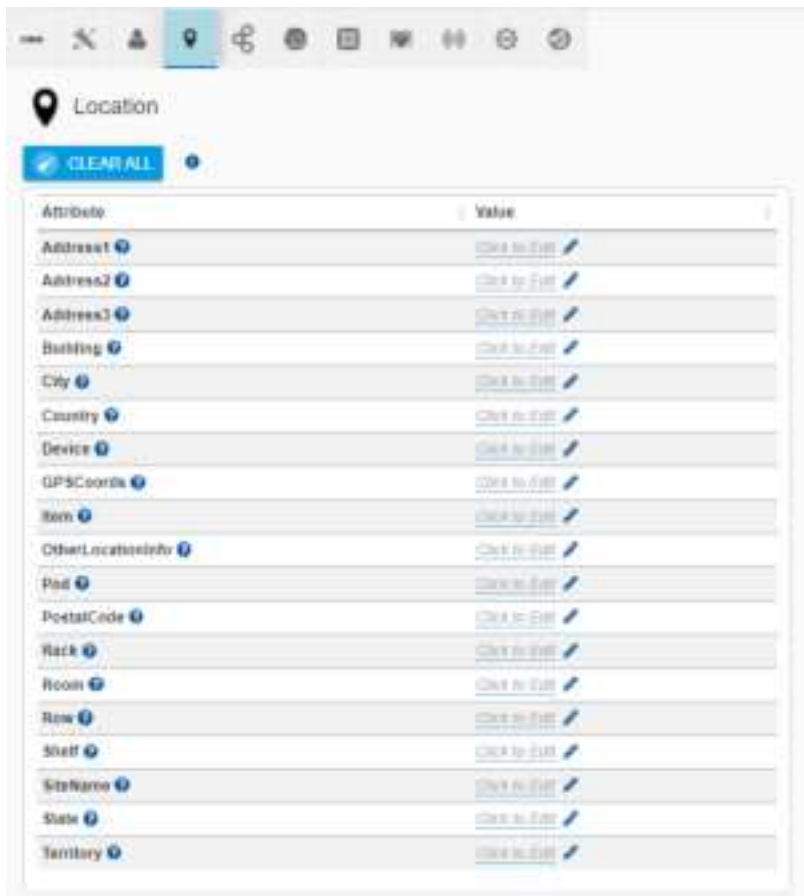 Location
CLEAR ALL
Attribute Value
Address1 Click to Edit
Address2 Click to Edit
Address3 Click to Edit
Building Click to Edit
City Click to Edit
Country Click to Edit
Device Click to Edit
GPSCoords Click to Edit
Item Click to Edit
OtherLocationInfo Click to Edit
Pod Click to Edit
PostalCode Click to Edit
Rack Click to Edit
Room Click to Edit
Row Click to Edit
Shelf Click to Edit
SiteName Click to Edit
State Click to Edit
Territory Click to Edit